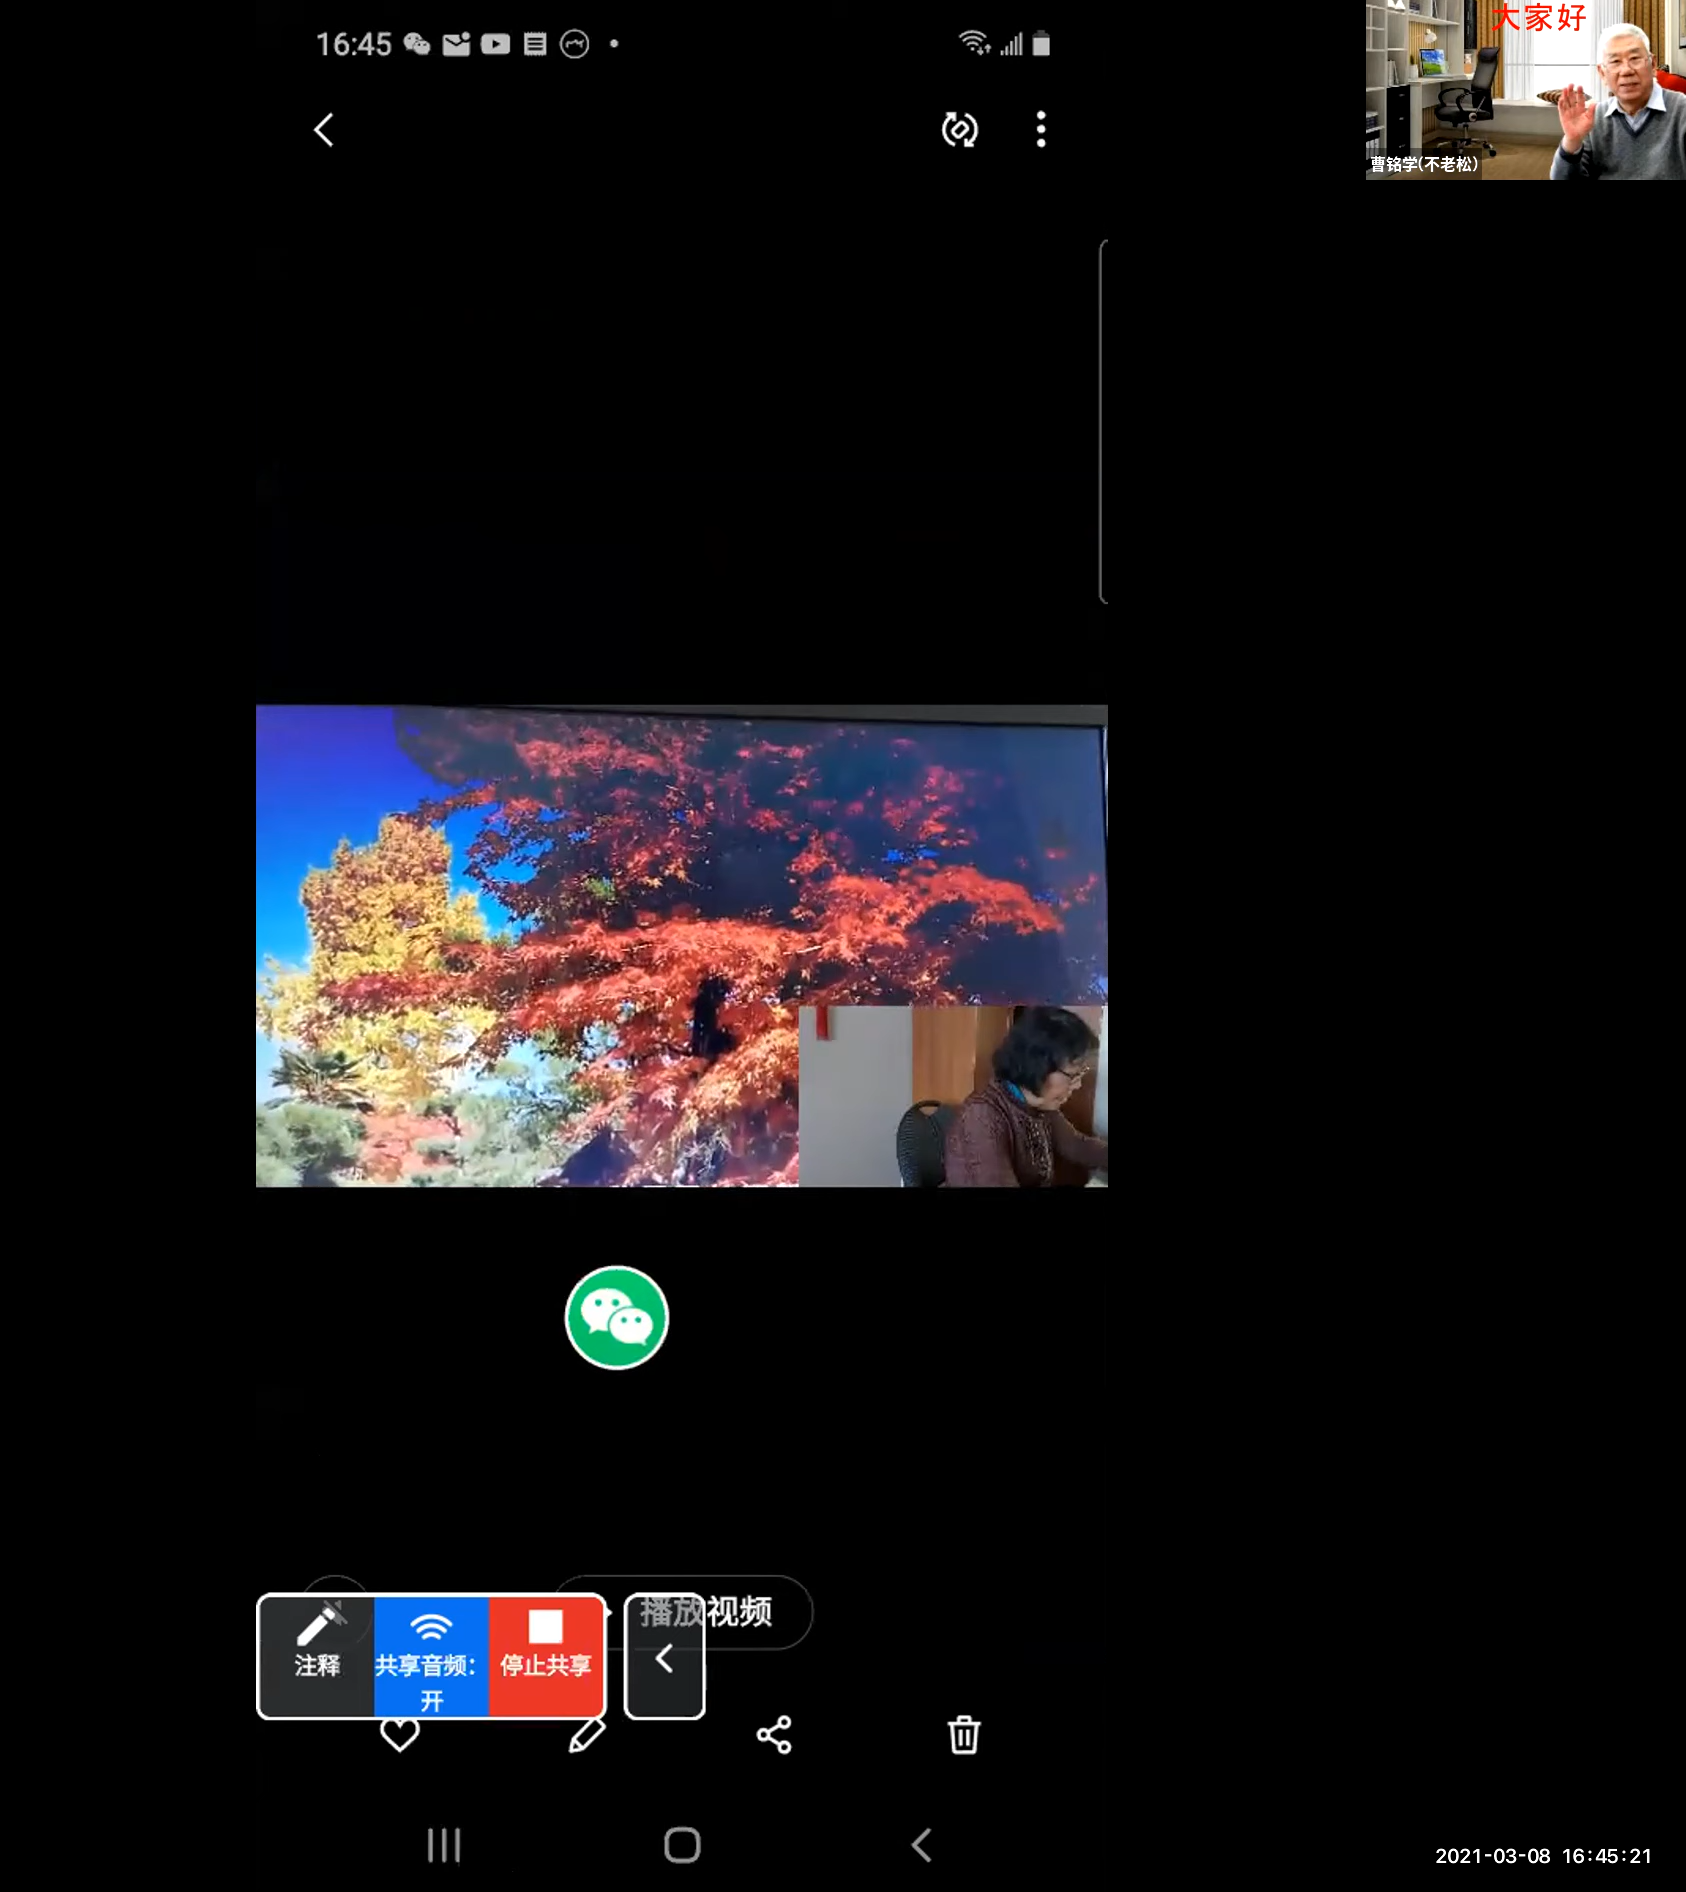 16:45
大家好
曹铭学(不老松)
播放视频
注释
共享音频：
开
停止共享
2021-03-08 16:45:21